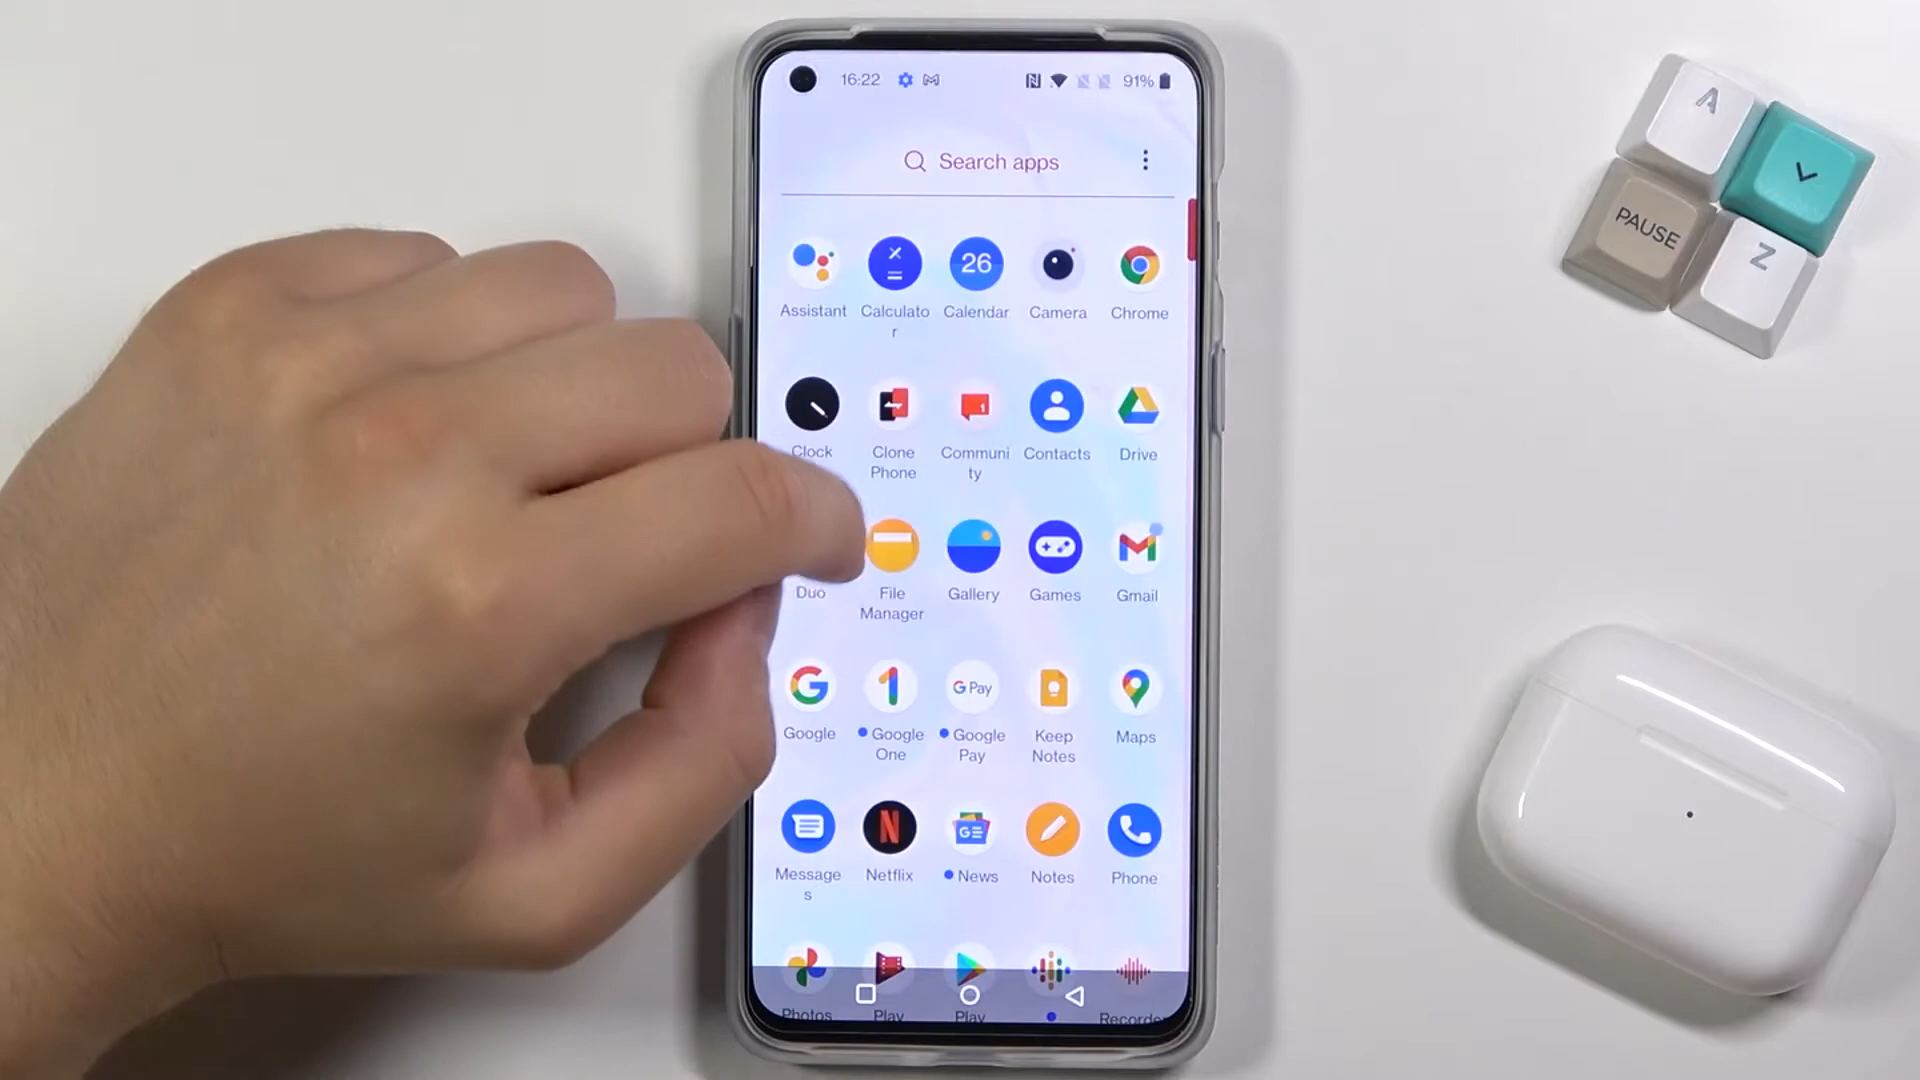 16:22 91%
Search apps
26
Assistant Calculato Calendar Camera Chrome
r
1
Clock Clone Communi Contacts Drive
Phone ty
Duo File Gallery Games Gmail
Manager
G Pay
Google Google Google Keep Maps
One Pay Notes
N GE
Message Netflix News Notes Phone
s
Photos Play Play Recorder
A
PAUSE
Z